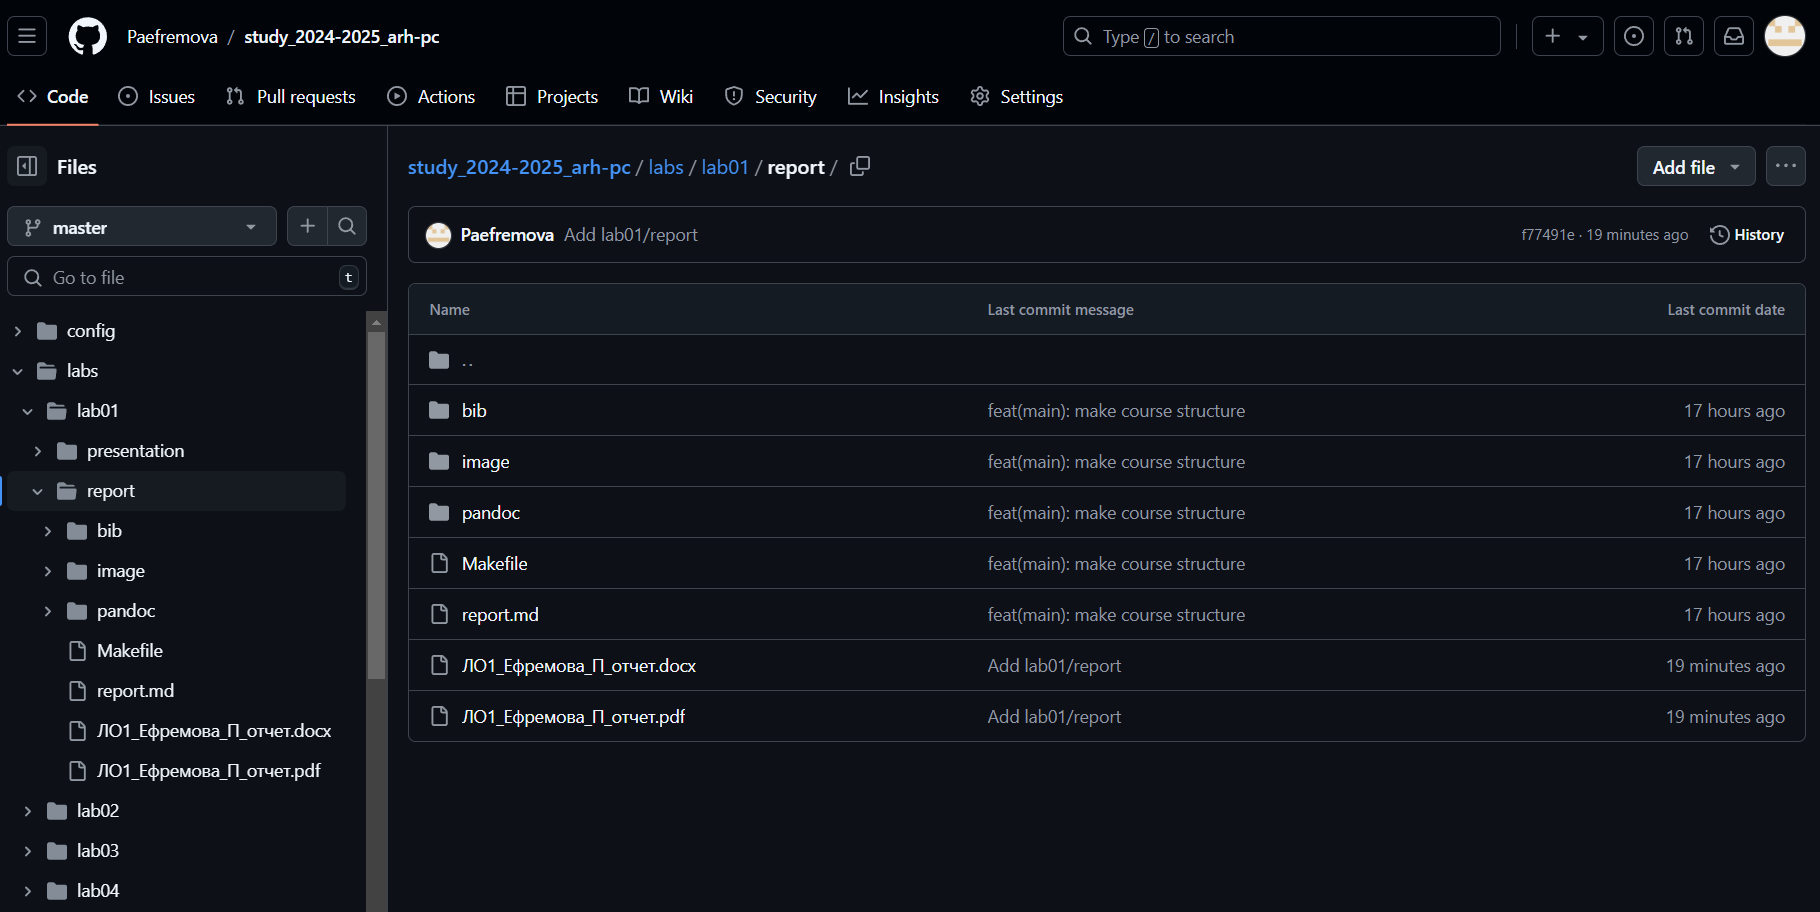 Paefremova / study_2024-2025_arh-pc
Type / to search
Code Issues Pull requests Actions Projects Wiki Security Insights Settings
Files
master
Go to file t
config
labs
lab01
presentation
report
bib
image
pandoc
Makefile
report.md
ЛО1_Ефремова_П_отчет.docx
ЛО1_Ефремова_П_отчет.pdf
lab02
lab03
lab04
study_2024-2025_arh-pc / labs / lab01 / report /
Add file
Paefremova Add lab01/report f77491e · 19 minutes ago History
Name Last commit message Last commit date
..
bib feat(main): make course structure 17 hours ago
image feat(main): make course structure 17 hours ago
pandoc feat(main): make course structure 17 hours ago
Makefile feat(main): make course structure 17 hours ago
report.md feat(main): make course structure 17 hours ago
ЛО1_Ефремова_П_отчет.docx Add lab01/report 19 minutes ago
ЛО1_Ефремова_П_отчет.pdf Add lab01/report 19 minutes ago